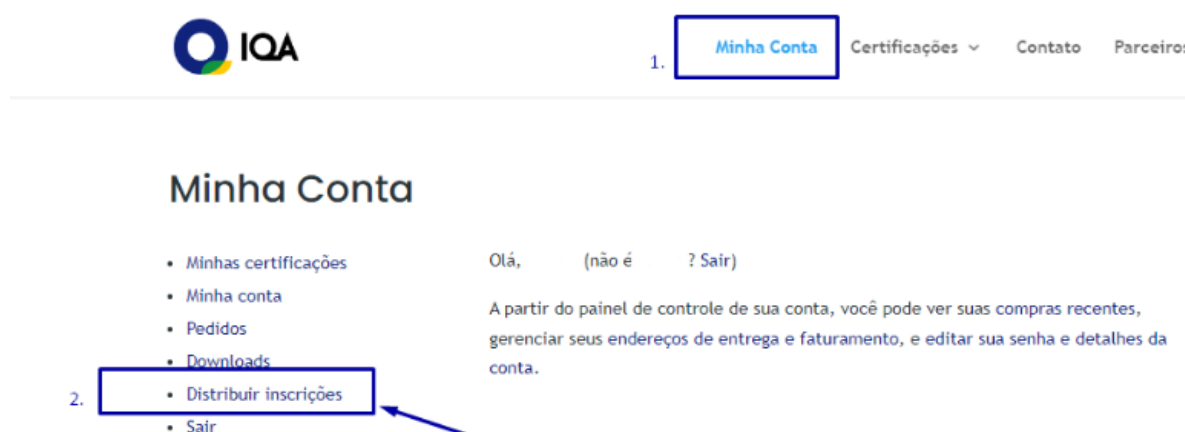 IQA
1. Minha Conta Certificações Contato Parceiros
Minha Conta
• Minhas certificações
• Minha conta
• Pedidos
• Downloads
2. • Distribuir inscrições
• Sair
Olá, (não é ? Sair)
A partir do painel de controle de sua conta, você pode ver suas compras recentes,
gerenciar seus endereços de entrega e faturamento, e editar sua senha e detalhes da
conta.